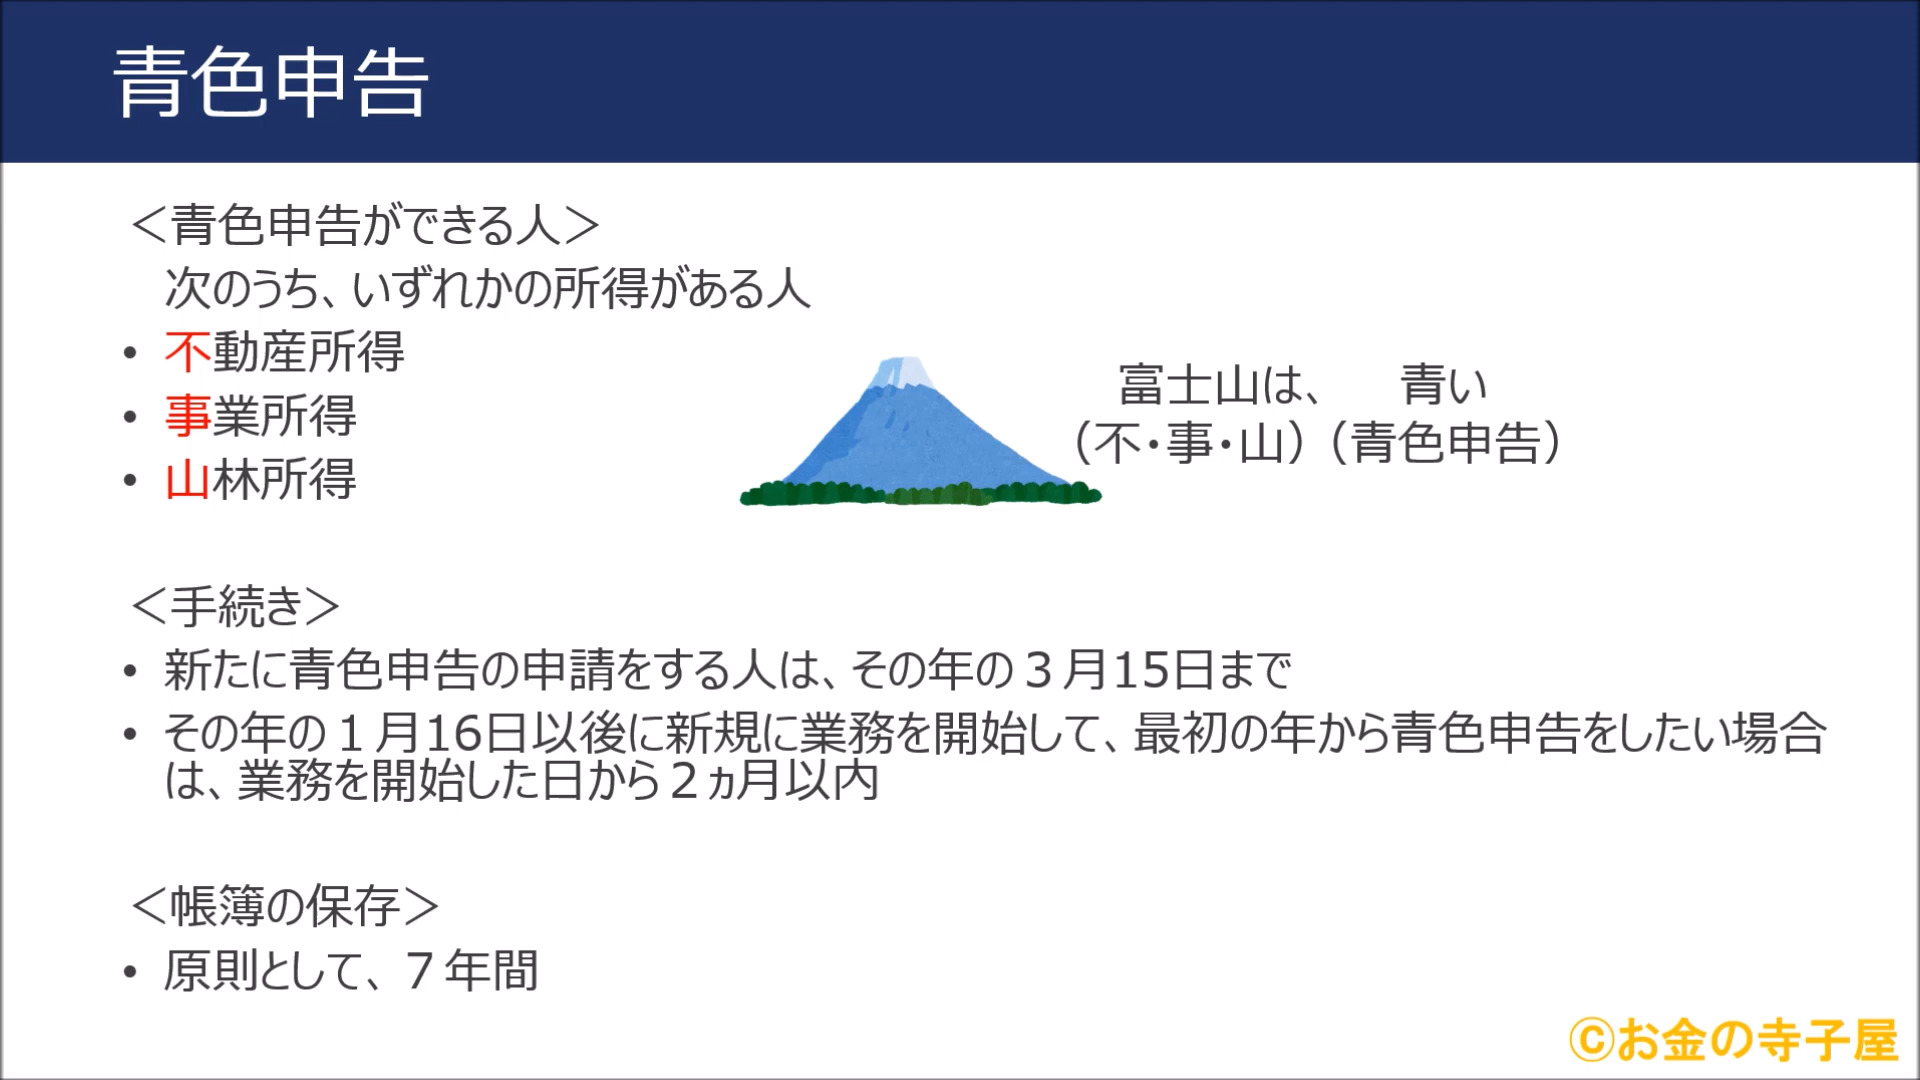 青色申告
＜青色申告ができる人＞
次のうち、いずれかの所得がある人
• 不動産所得
• 事業所得
• 山林所得
富士山は、　青い
（不・事・山）（青色申告）
＜手続き＞
• 新たに青色申告の申請をする人は、その年の３月15日まで
• その年の１月16日以後に新規に業務を開始して、最初の年から青色申告をしたい場合
は、業務を開始した日から２ヵ月以内
＜帳簿の保存＞
• 原則として、７年間
©お金の寺子屋